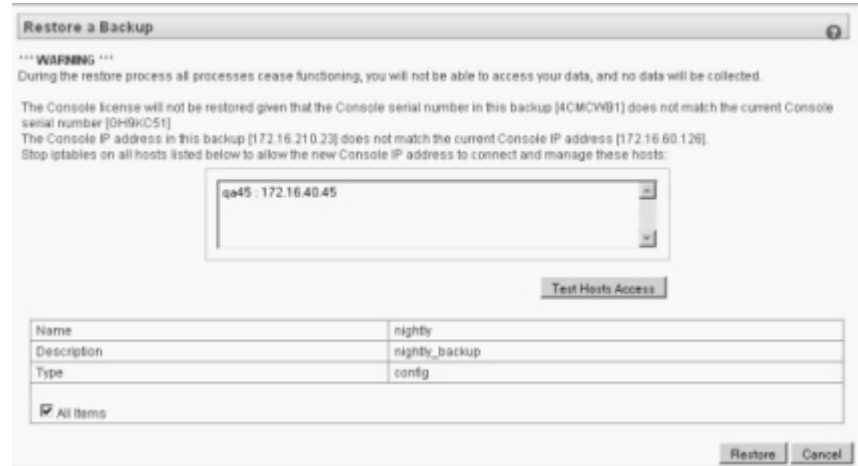 Restore a Backup
*** WARNING ***
During the restore process all processes cease functioning, you will not be able to access your data, and no data will be collected.
The Console license will not be restored given that the Console serial number in this backup [4CMCWB1] does not match the current Console
serial number [GH9KC51]
The Console IP address in this backup [172.16.210.23] does not match the current Console IP address [172.16.60.126].
Stop iptables on all hosts listed below to allow the new Console IP address to connect and manage these hosts:
qa45 : 172.16.40.45
Test Hosts Access
Name nightly
Description nightly_backup
Type config
All Items
Restore Cancel